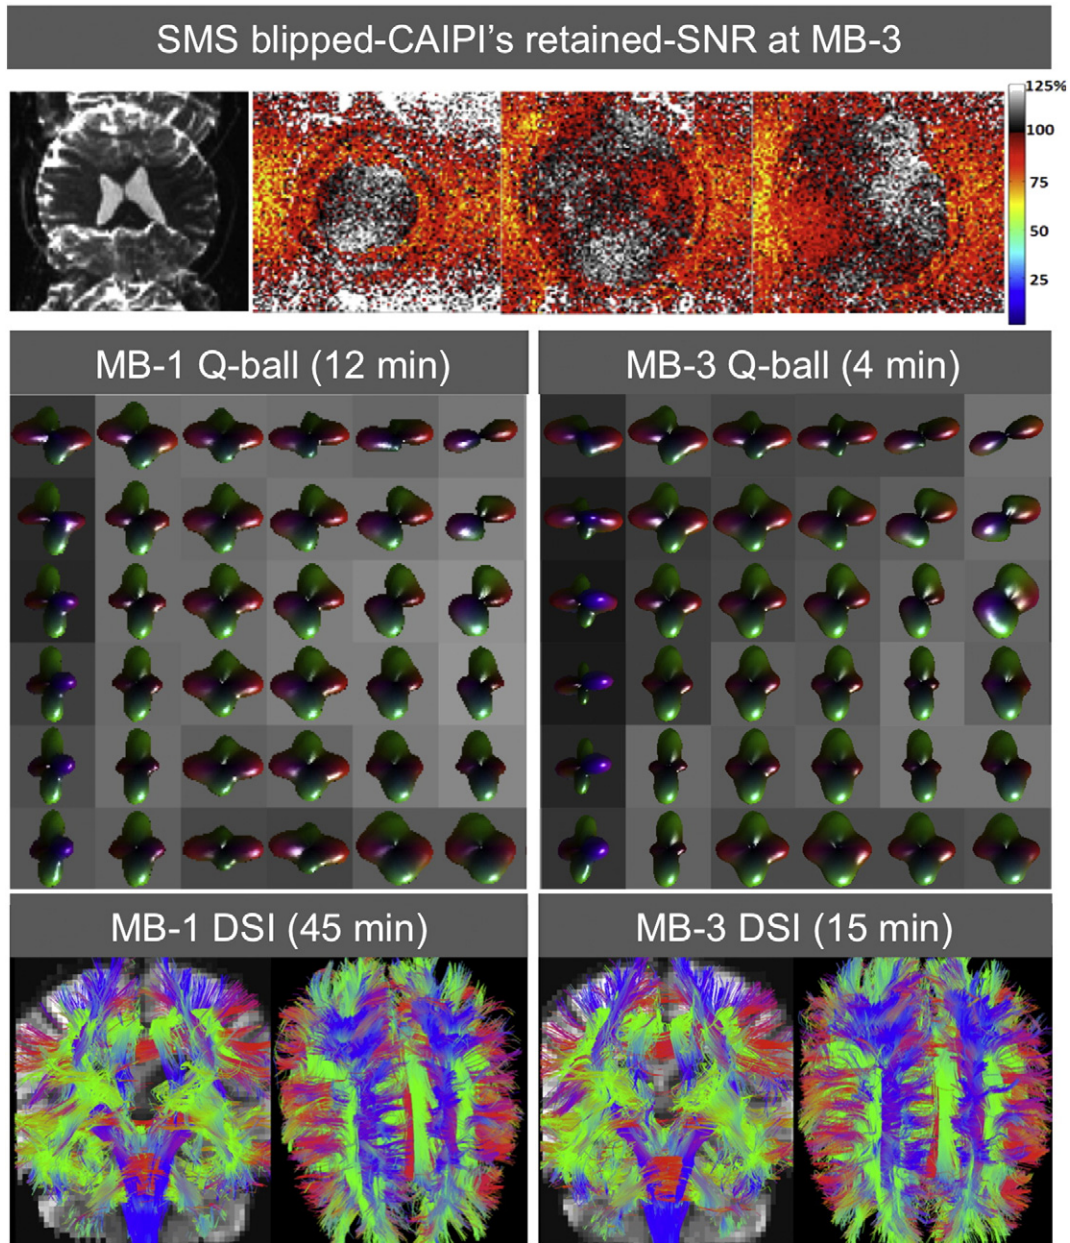 SMS blipped-CAIPI's retained-SNR at MB-3
125%
100
75
50
25
MB-1 Q-ball (12 min)
MB-3 Q-ball (4 min)
MB-1 DSI (45 min)
MB-3 DSI (15 min)